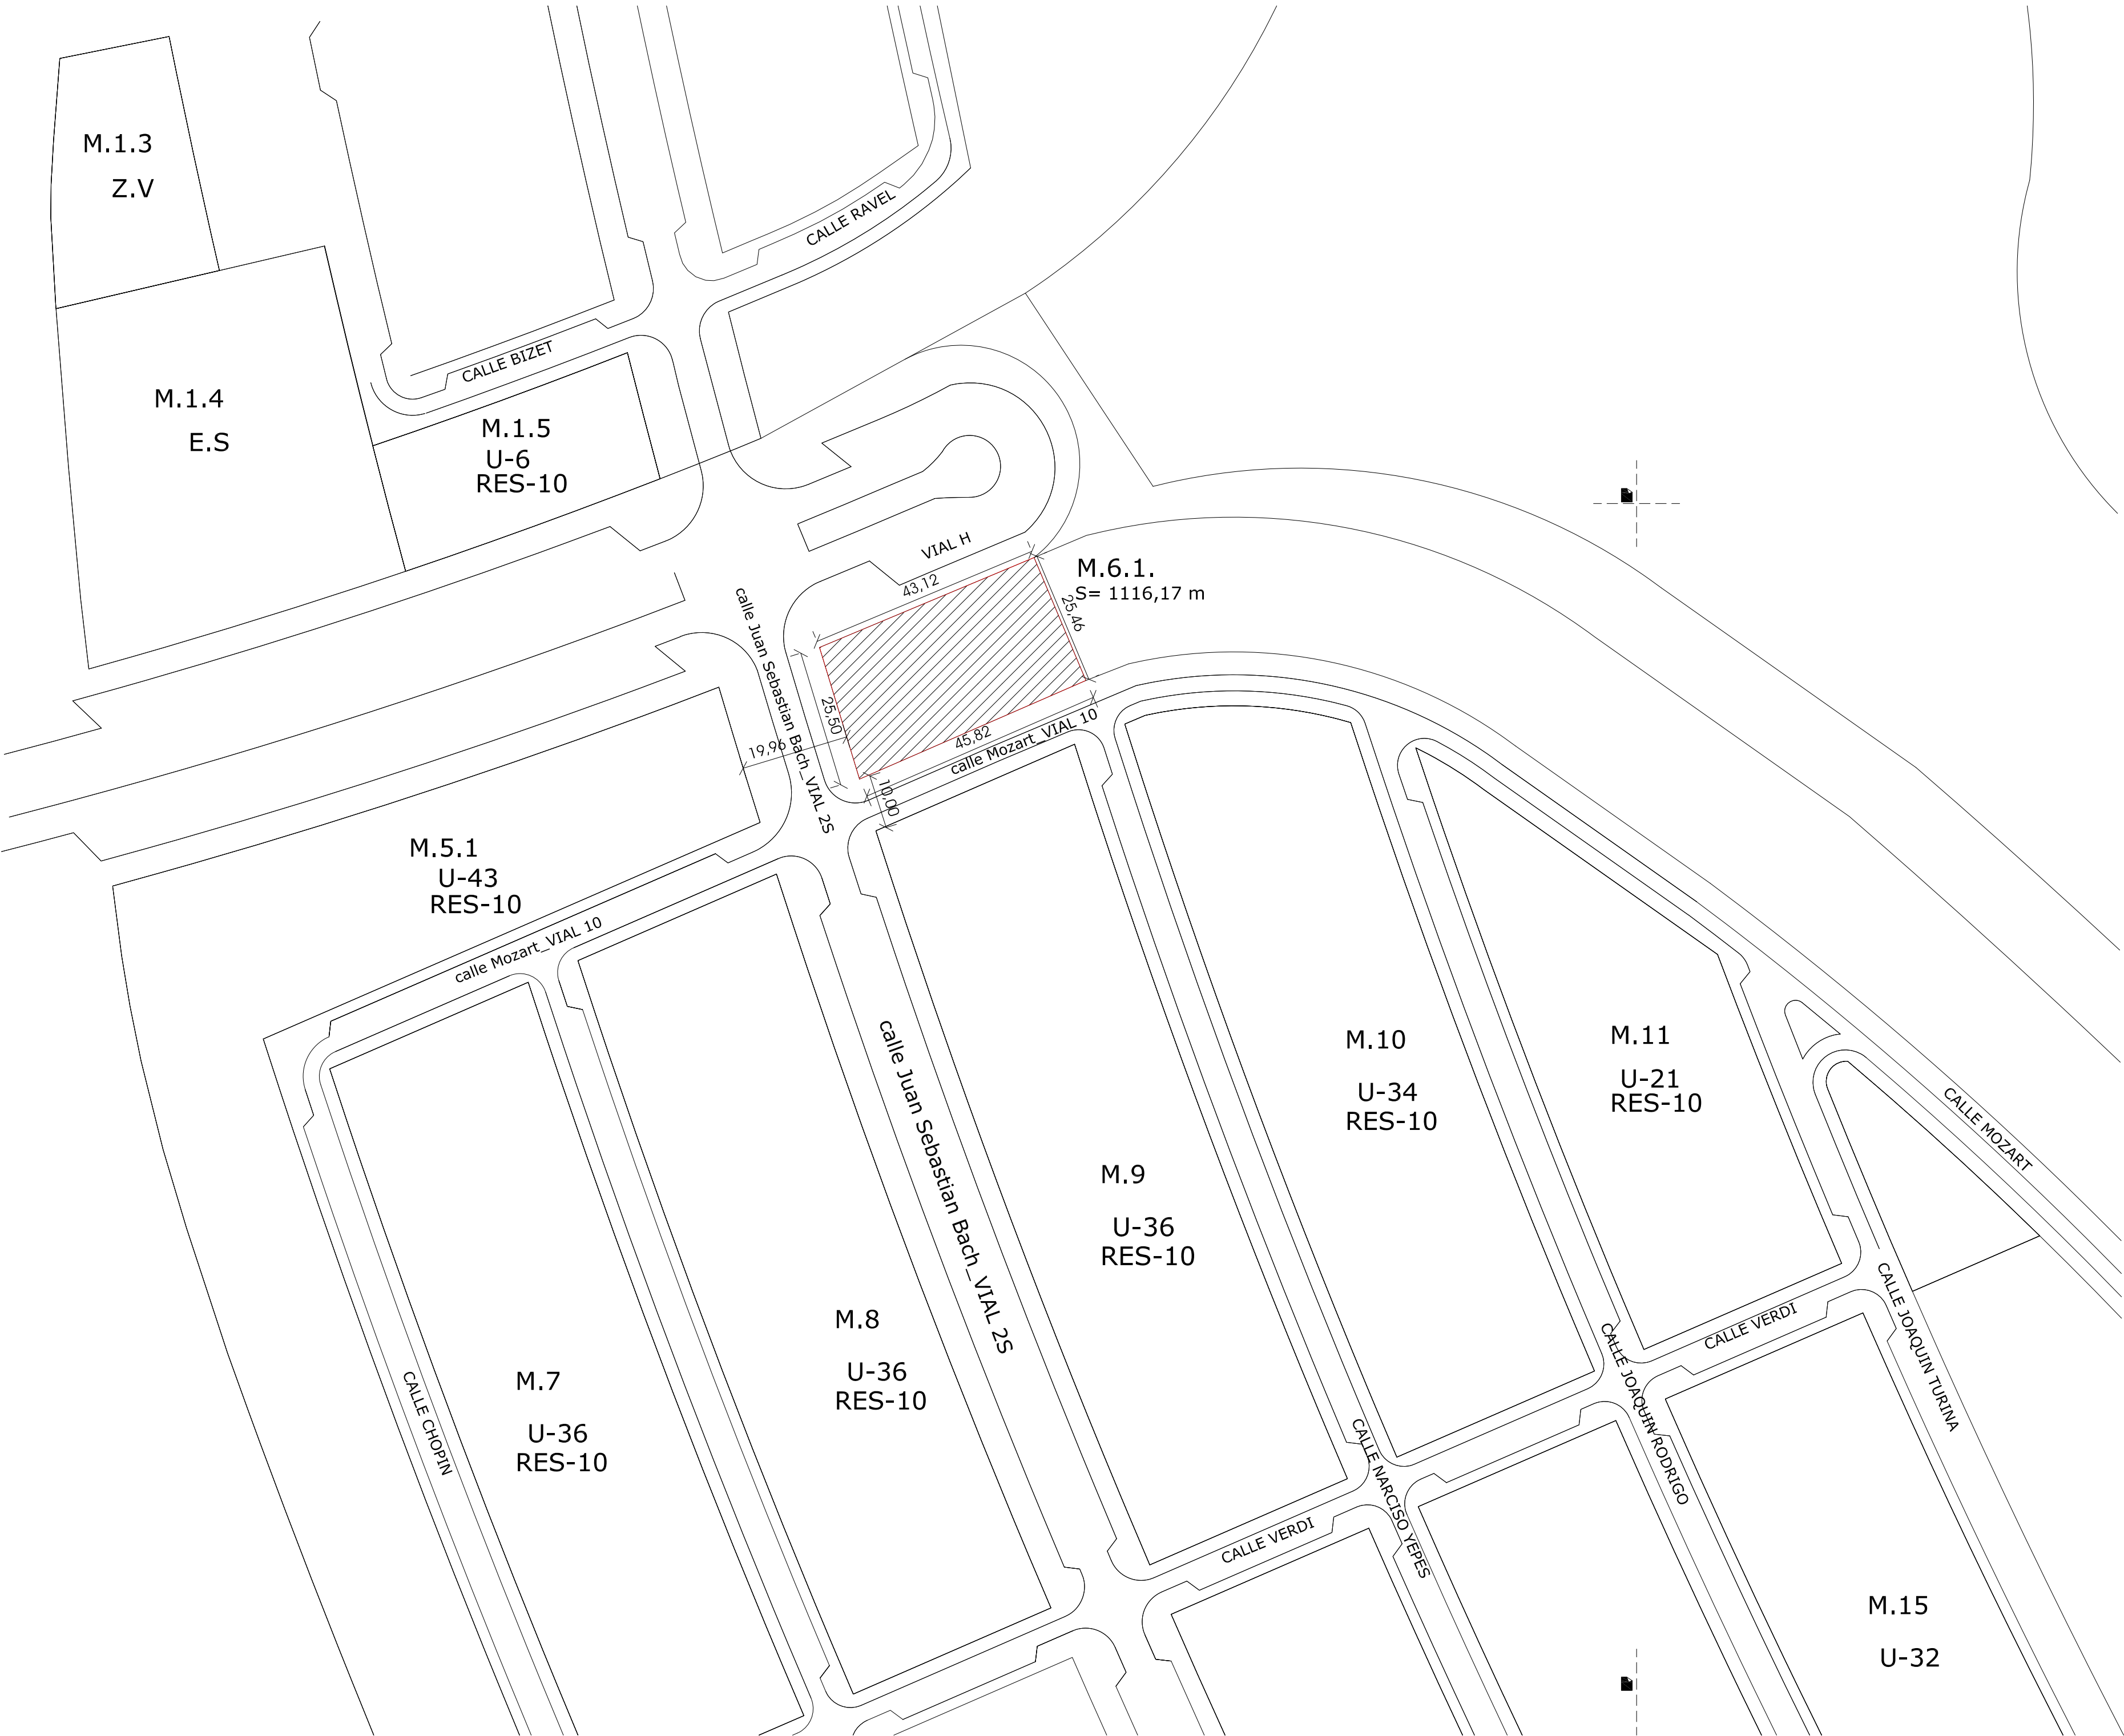 M.1.3
Z.V
CALLE RAVEL
CALLE BIZET
M.1.4
E.S
M.1.5
U-6
RES-10
VIAL H
43,12
M.6.1.
S= 1116,17 m
25,46
calle Juan Sebastian Bach_VIAL 2S
25,50
19,96
45,82
calle Mozart_VIAL 10
10,00
M.5.1
U-43
RES-10
calle Mozart_VIAL 10
calle Juan Sebastian Bach_VIAL 2S
M.10
U-34
RES-10
M.11
U-21
RES-10
CALLE MOZART
M.9
U-36
RES-10
M.8
U-36
RES-10
M.7
U-36
RES-10
CALLE CHOPIN
CALLE VERDI
CALLE JOAQUIN TURINA
CALLE JOAQUIN RODRIGO
CALLE NARCISO YEPES
CALLE VERDI
M.15
U-32